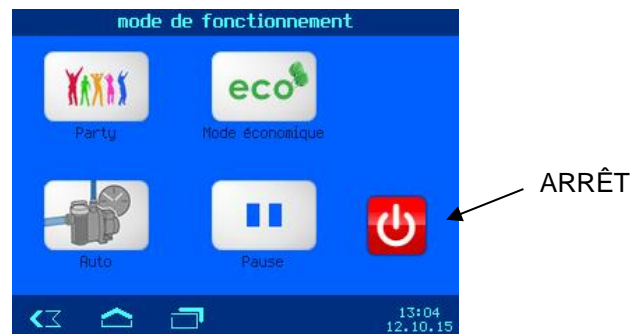 mode de fonctionnement
eco
Party
Mode économique
ARRÊT
Auto
Pause
13:04
12.10.15